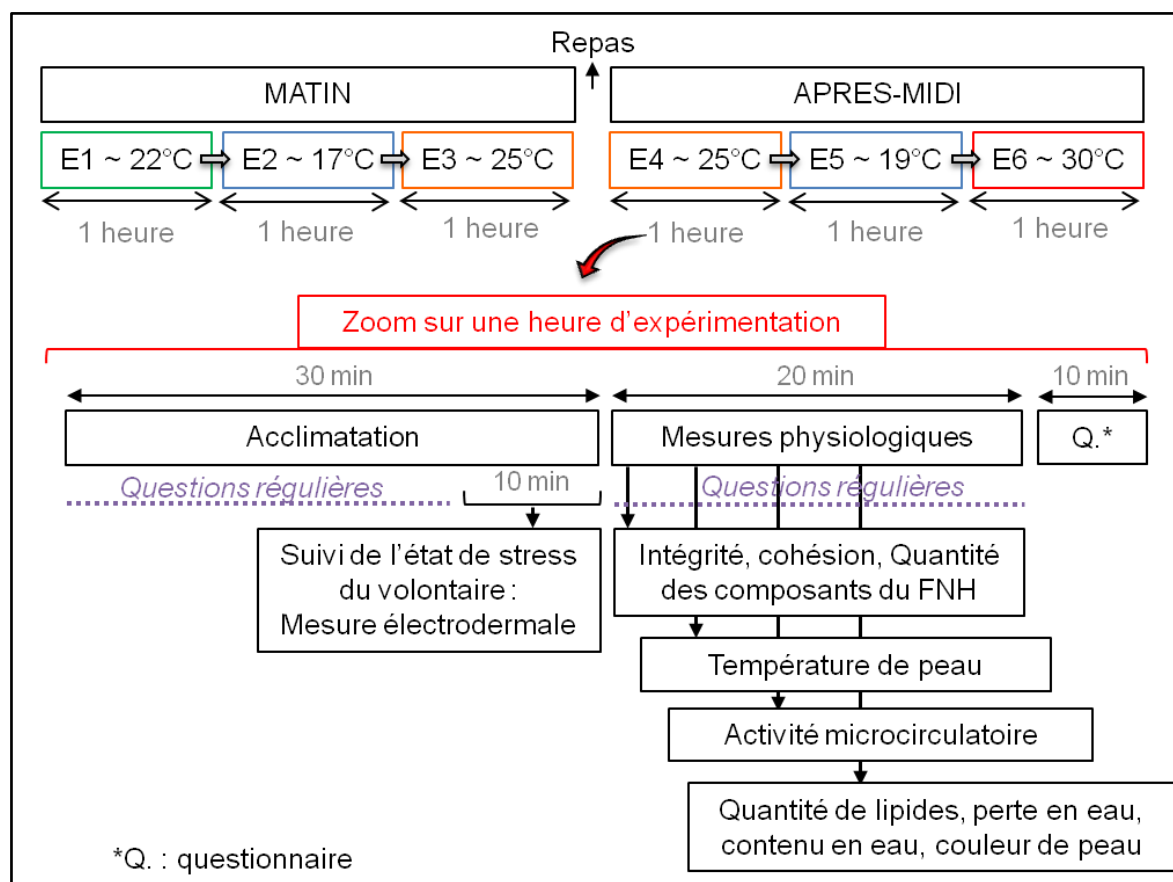 Repas
MATIN
APRES-MIDI
E1 ~ 22°C
E2 ~ 17°C
E3 ~ 25°C
E4 ~ 25°C
E5 ~ 19°C
E6 ~ 30°C
1 heure
1 heure
1 heure
1 heure
1 heure
1 heure
Zoom sur une heure d'expérimentation
30 min
20 min
10 min
Acclimatation
Mesures physiologiques
Q.*
Questions régulières
10 min
Questions régulières
Suivi de l'état de stress
du volontaire :
Mesure électrodermale
Intégrité, cohésion, Quantité
des composants du FNH
Température de peau
Activité microcirculatoire
Quantité de lipides, perte en eau,
contenu en eau, couleur de peau
*Q. : questionnaire